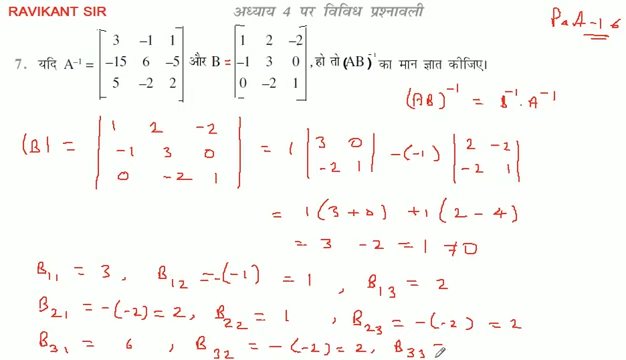 RAVIKANT SIR
अध्याय 4 पर विविध प्रश्नावली
Part-16
7. यदि A⁻¹ = [3 -1 1; -15 6 -5; 5 -2 2] और B = [1 2 -2; -1 3 0; 0 -2 1], हो तो (AB)⁻¹ का मान ज्ञात कीजिए।
(AB)⁻¹ = B⁻¹.A⁻¹
|B| = |1 2 -2; -1 3 0; 0 -2 1| = 1 |3 0; -2 1| -(-1) |2 -2; -2 1|
= 1(3+0) +1(2-4)
= 3 -2 = 1 ≠0
B₁₁ = 3, B₁₂ = -(-1) = 1, B₁₃ = 2
B₂₁ = -(-2) = 2, B₂₂ = 1, B₂₃ = -(-2) = 2
B₃₁ = 6, B₃₂ = -(-2) = 2, B₃₃ =